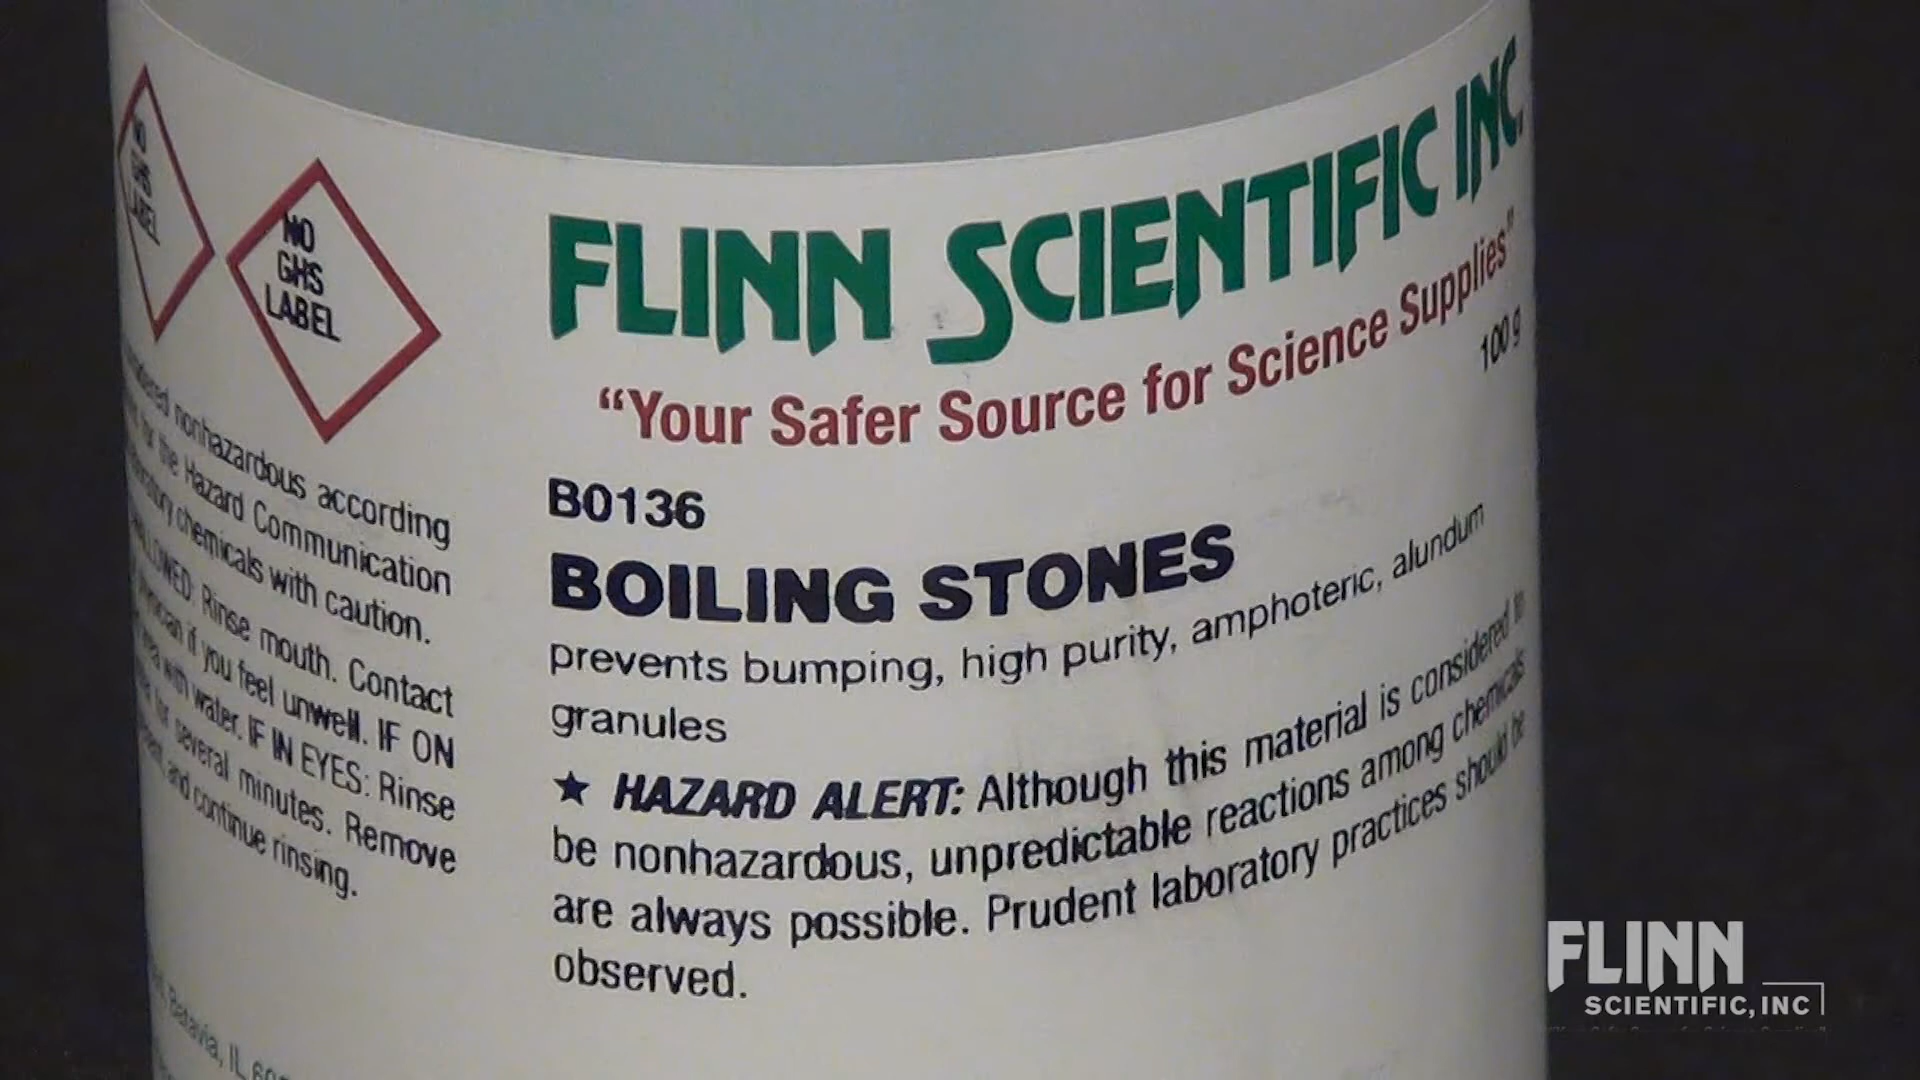 NO
GHS
LABEL
NO
GHS
LABEL
nonhazardous according
for the Hazard Communication
chemicals with caution.
Rinse mouth. Contact
if you feel unwell. IF ON
with water. IF IN EYES: Rinse
for several minutes. Remove
and continue rinsing.
Batavia, IL
FLINN SCIENTIFIC INC.
“Your Safer Source for Science Supplies”
100 g
B0136
BOILING STONES
prevents bumping, high purity, amphoteric, alundum
granules
★ HAZARD ALERT: Although this material is considered to
be nonhazardous, unpredictable reactions among chemicals
are always possible. Prudent laboratory practices should be
observed.
FLINN
SCIENTIFIC, INC